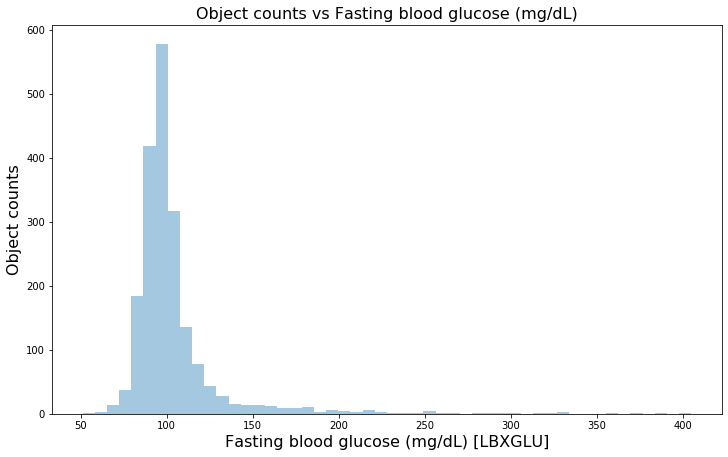 Object counts vs Fasting blood glucose (mg/dL)
600
500
400
300
200
100
0
Object counts
50 100 150 200 250 300 350 400
Fasting blood glucose (mg/dL) [LBXGLU]